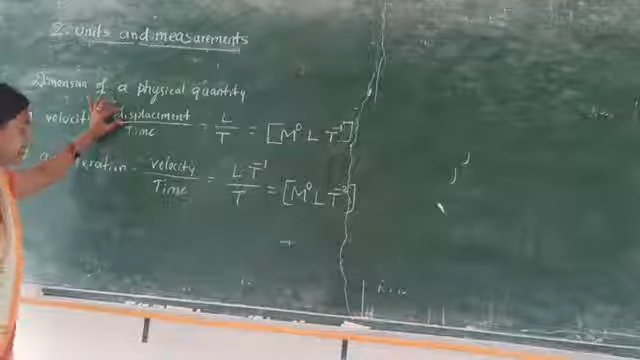 2. Units and measurements
Dimension of a physical quantity
velocity displacement/Time = L/T = [M⁰ L T⁻¹]
acceleration = velocity/Time = L T⁻¹/T = [M⁰ L T⁻²]